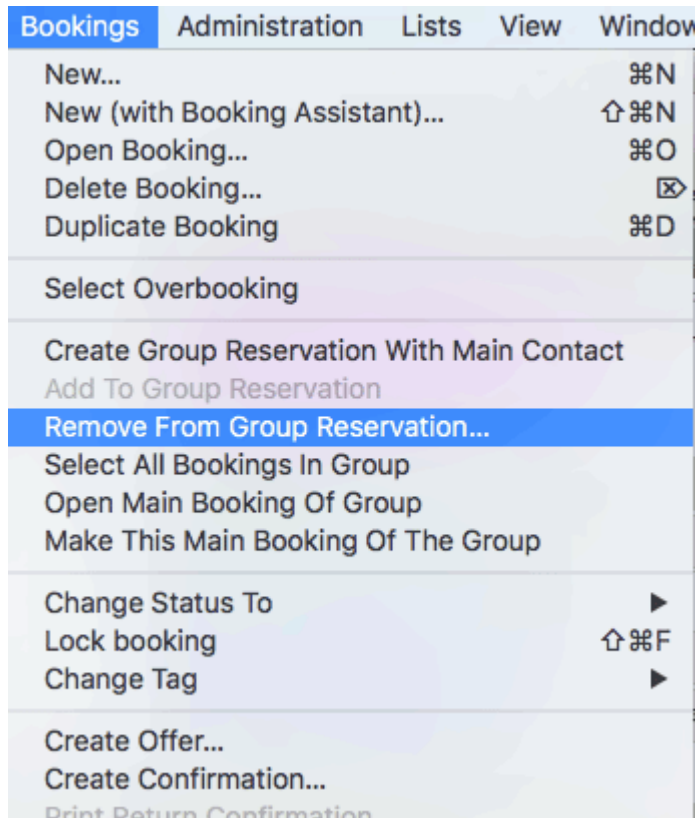 Bookings Administration Lists View Window
New... ⌘N
New (with Booking Assistant)... ⇧⌘N
Open Booking... ⌘O
Delete Booking... ⌦
Duplicate Booking ⌘D
Select Overbooking
Create Group Reservation With Main Contact
Add To Group Reservation
Remove From Group Reservation...
Select All Bookings In Group
Open Main Booking Of Group
Make This Main Booking Of The Group
Change Status To ▶
Lock booking ⇧⌘F
Change Tag ▶
Create Offer...
Create Confirmation...
Print Return Confirmation